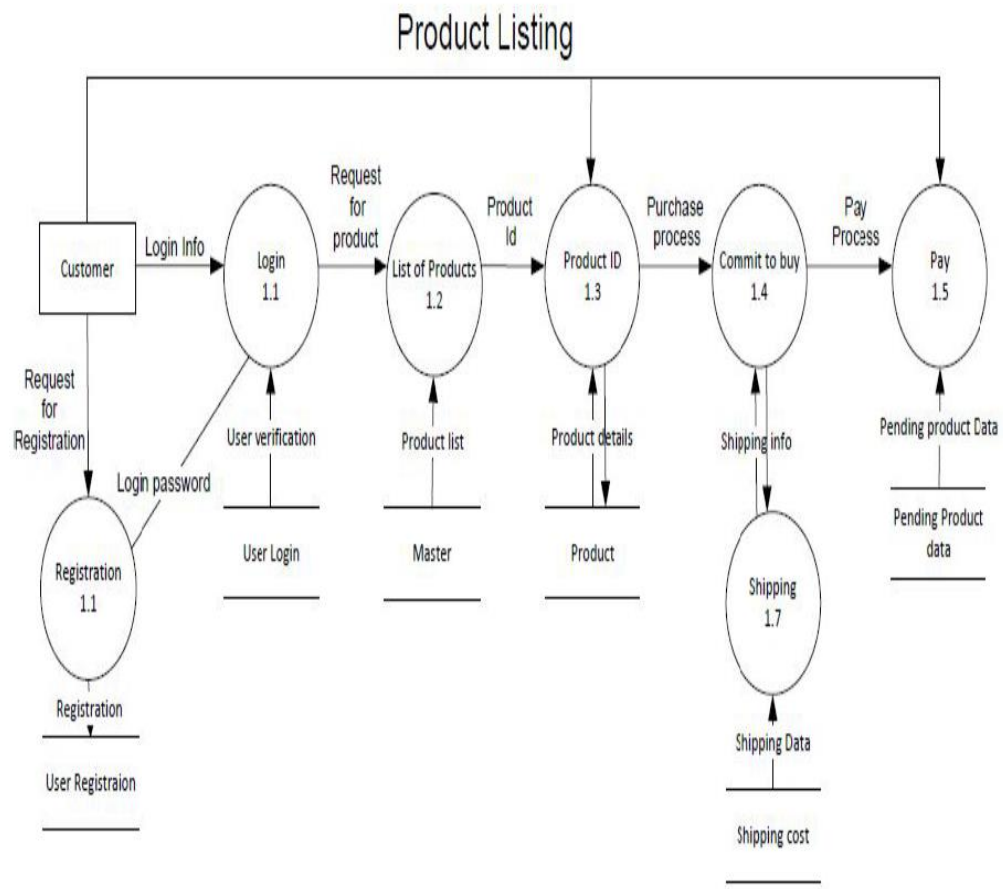 Product Listing
Request
for
product
Product
Id
Purchase
process
Pay
Process
Customer
Login Info
Login
1.1
List of Products
1.2
Product ID
1.3
Commit to buy
1.4
Pay
1.5
Request
for
Registration
User verification
Product list
Product details
Shipping info
Pending product Data
Login password
User Login
Master
Product
Pending Product
data
Registration
1.1
Shipping
1.7
Registration
Shipping Data
User Registraion
Shipping cost